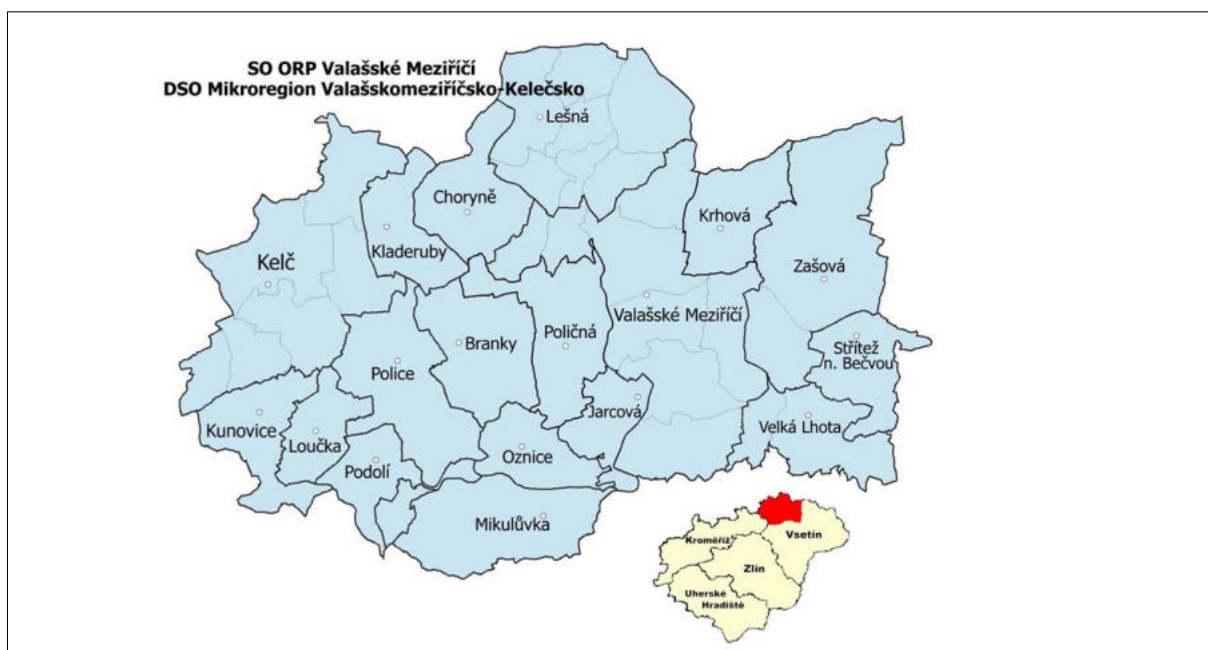 SO ORP Valašské Meziříčí
DSO Mikroregion Valašskomeziříčsko-Kelečsko
Lešná
Choryně
Krhová
Kladeruby
Kelč
Zašová
Valašské Meziříčí
Poličná
Branky
Střítež
n. Bečvou
Police
Jarcová
Velká Lhota
Kunovice
Loučka
Oznice
Podolí
Mikulůvka
Kroměříž
Vsetín
Zlín
Uherské
Hradiště